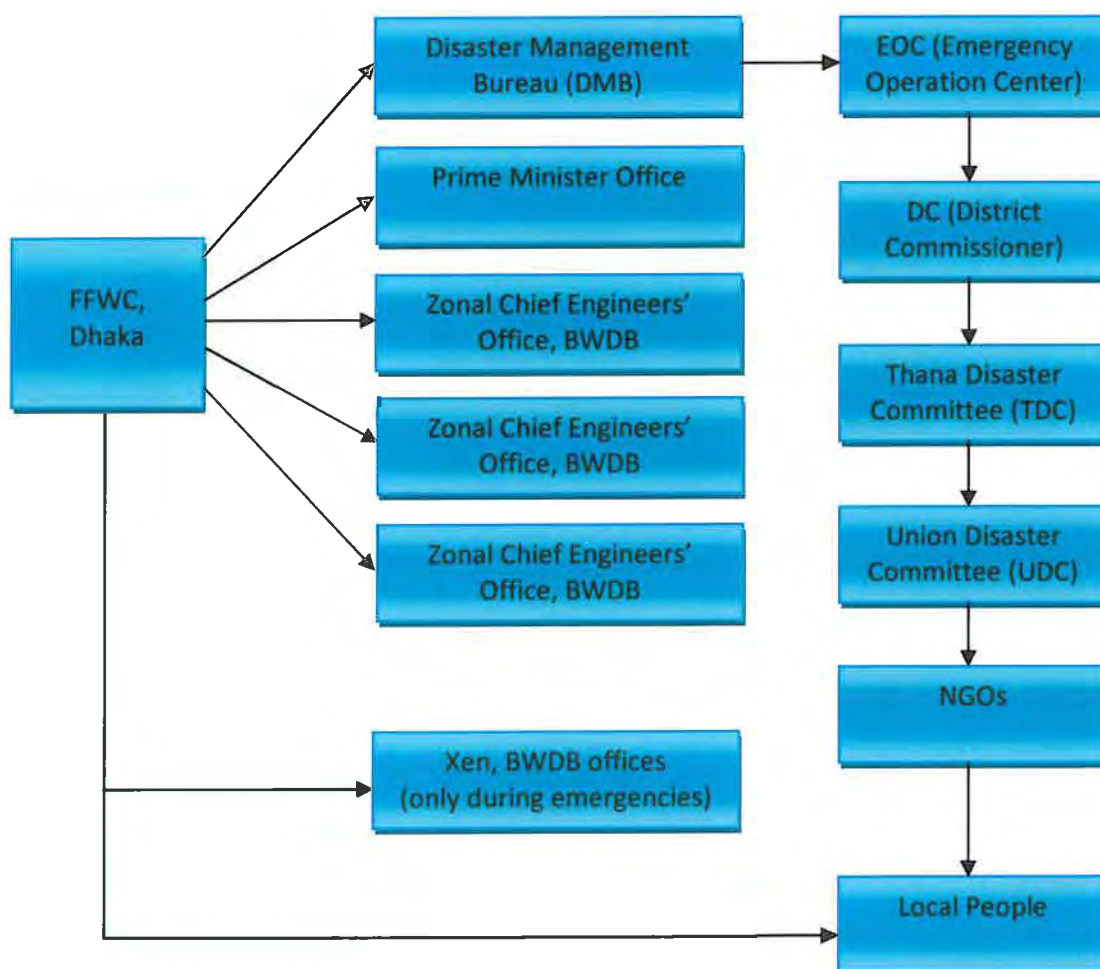 Disaster Management
Bureau (DMB)
EOC (Emergency
Operation Center)
Prime Minister Office
DC (District
Commissioner)
FFWC,
Dhaka
Zonal Chief Engineers’
Office, BWDB
Thana Disaster
Committee (TDC)
Zonal Chief Engineers’
Office, BWDB
Zonal Chief Engineers’
Office, BWDB
Union Disaster
Committee (UDC)
NGOs
Xen, BWDB offices
(only during emergencies)
Local People